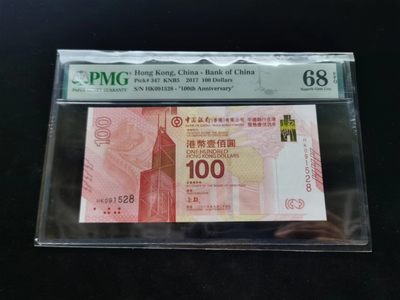 PMG
PAPER MONEY GUARANTY
Hong Kong, China - Bank of China
Pick# 347 KNB5 2017 100 Dollars
S/N HK091528 - "100th Anniversary"
68 EPQ
Superb Gem Unc
中國銀行(香港)有限公司
港幣壹佰圓
ONE HUNDRED
HONG KONG DOLLARS
100
100
HK091528
HK091528